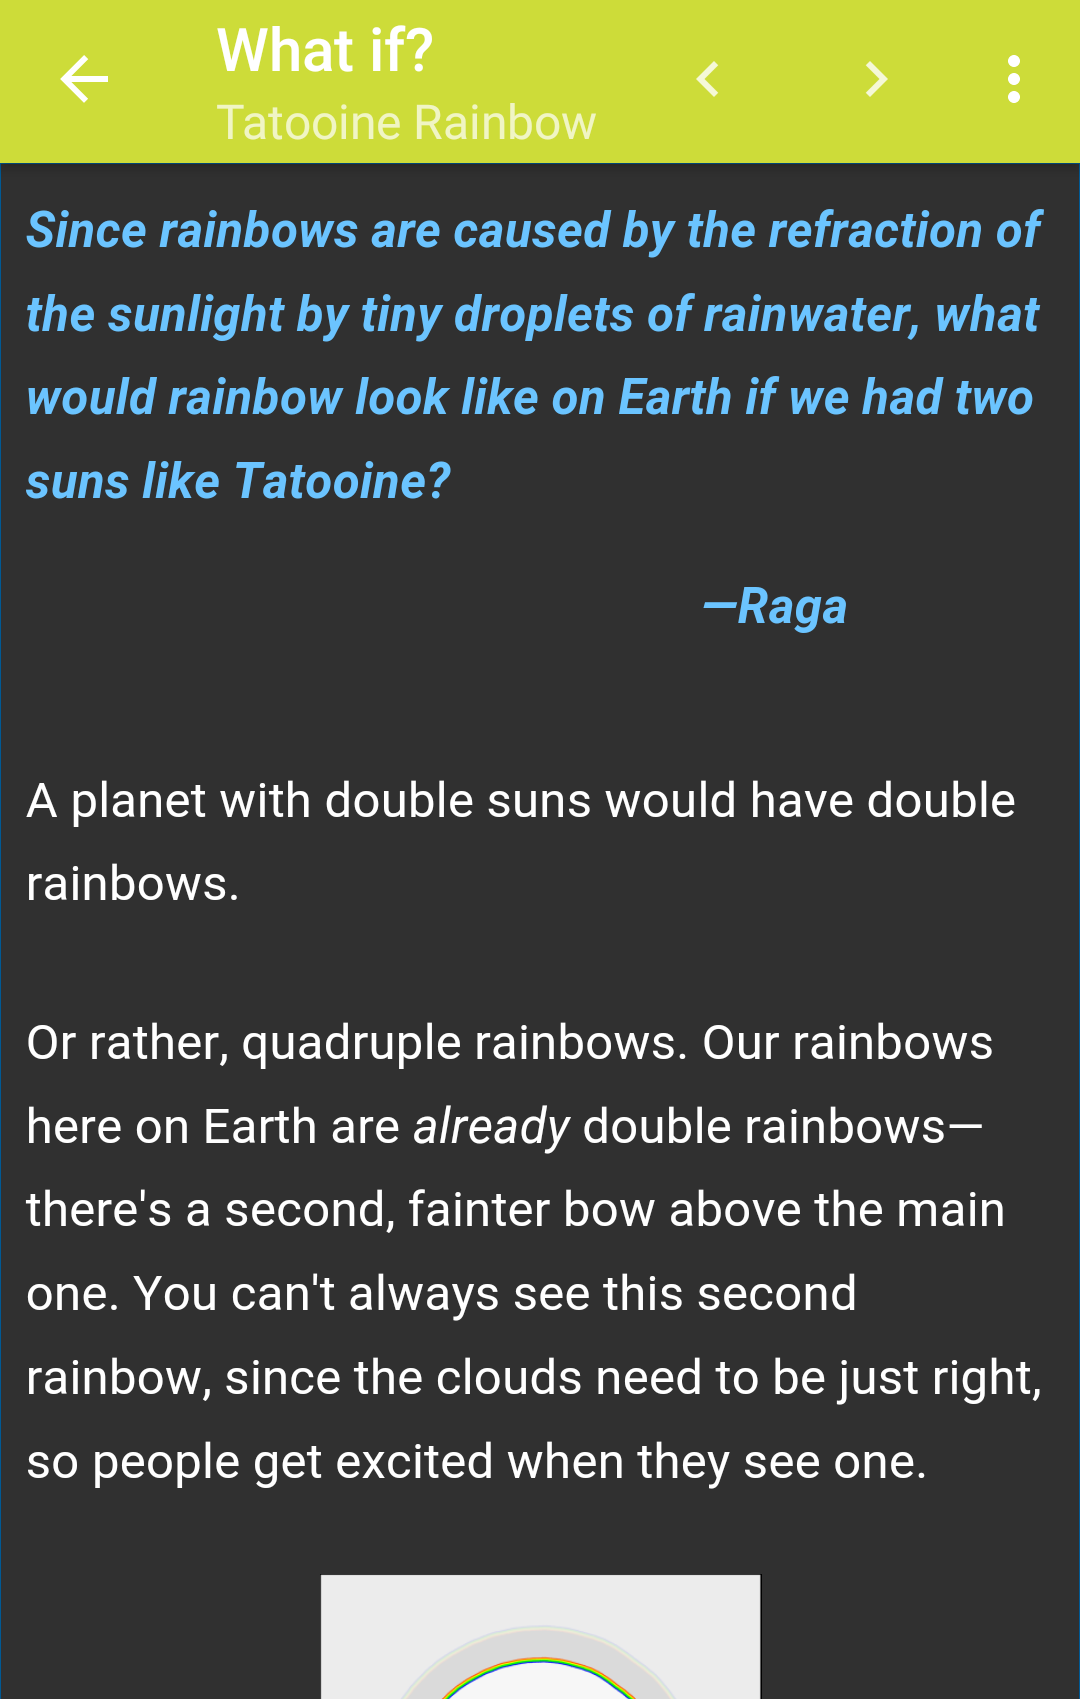 What if?
Tatooine Rainbow
Since rainbows are caused by the refraction of
the sunlight by tiny droplets of rainwater, what
would rainbow look like on Earth if we had two
suns like Tatooine?
—Raga
A planet with double suns would have double
rainbows.
Or rather, quadruple rainbows. Our rainbows
here on Earth are already double rainbows—
there's a second, fainter bow above the main
one. You can't always see this second
rainbow, since the clouds need to be just right,
so people get excited when they see one.